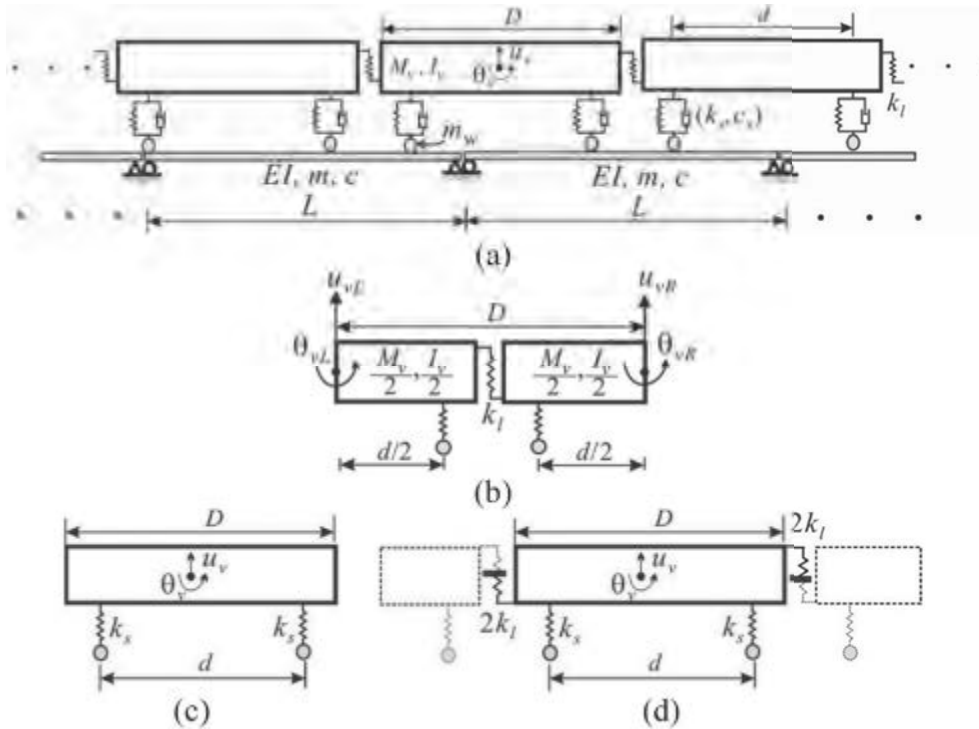 D
d
M_v, I_v
u_v
θ_v
k_l
(k_s, c_s)
m_w
EI, m, c
EI, m, c
L
L
(a)
u_vL
u_vR
D
θ_vL
θ_vR
M_v/2, I_v/2
M_v/2, I_v/2
k_l
d/2
d/2
(b)
D
D
2k_l
u_v
u_v
θ_v
θ_v
k_s
k_s
2k_l
k_s
k_s
d
d
(c)
(d)